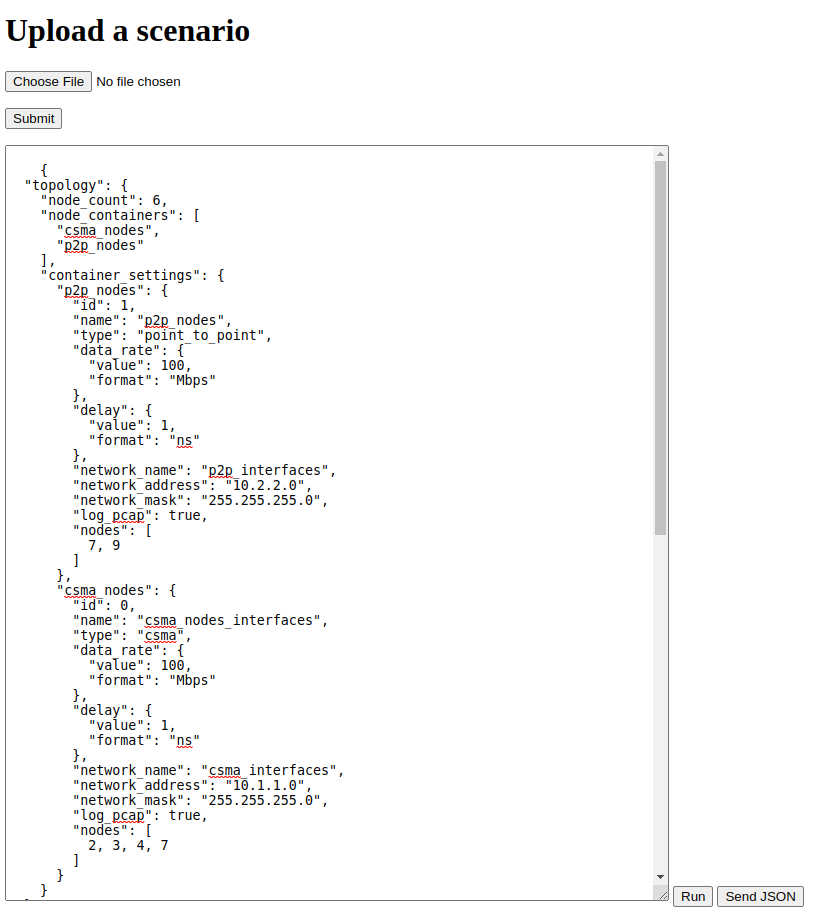 Upload a scenario
Choose File No file chosen
Submit
{
"topology": {
"node_count": 6,
"node_containers": [
"csma_nodes",
"p2p_nodes"
],
"container_settings": {
"p2p_nodes": {
"id": 1,
"name": "p2p_nodes",
"type": "point_to_point",
"data_rate": {
"value": 100,
"format": "Mbps"
},
"delay": {
"value": 1,
"format": "ns"
},
"network_name": "p2p_interfaces",
"network_address": "10.2.2.0",
"network_mask": "255.255.255.0",
"log_pcap": true,
"nodes": [
7, 9
]
},
"csma_nodes": {
"id": 0,
"name": "csma_nodes_interfaces",
"type": "csma",
"data_rate": {
"value": 100,
"format": "Mbps"
},
"delay": {
"value": 1,
"format": "ns"
},
"network_name": "csma_interfaces",
"network_address": "10.1.1.0",
"network_mask": "255.255.255.0",
"log_pcap": true,
"nodes": [
2, 3, 4, 7
]
}
}
Run Send JSON